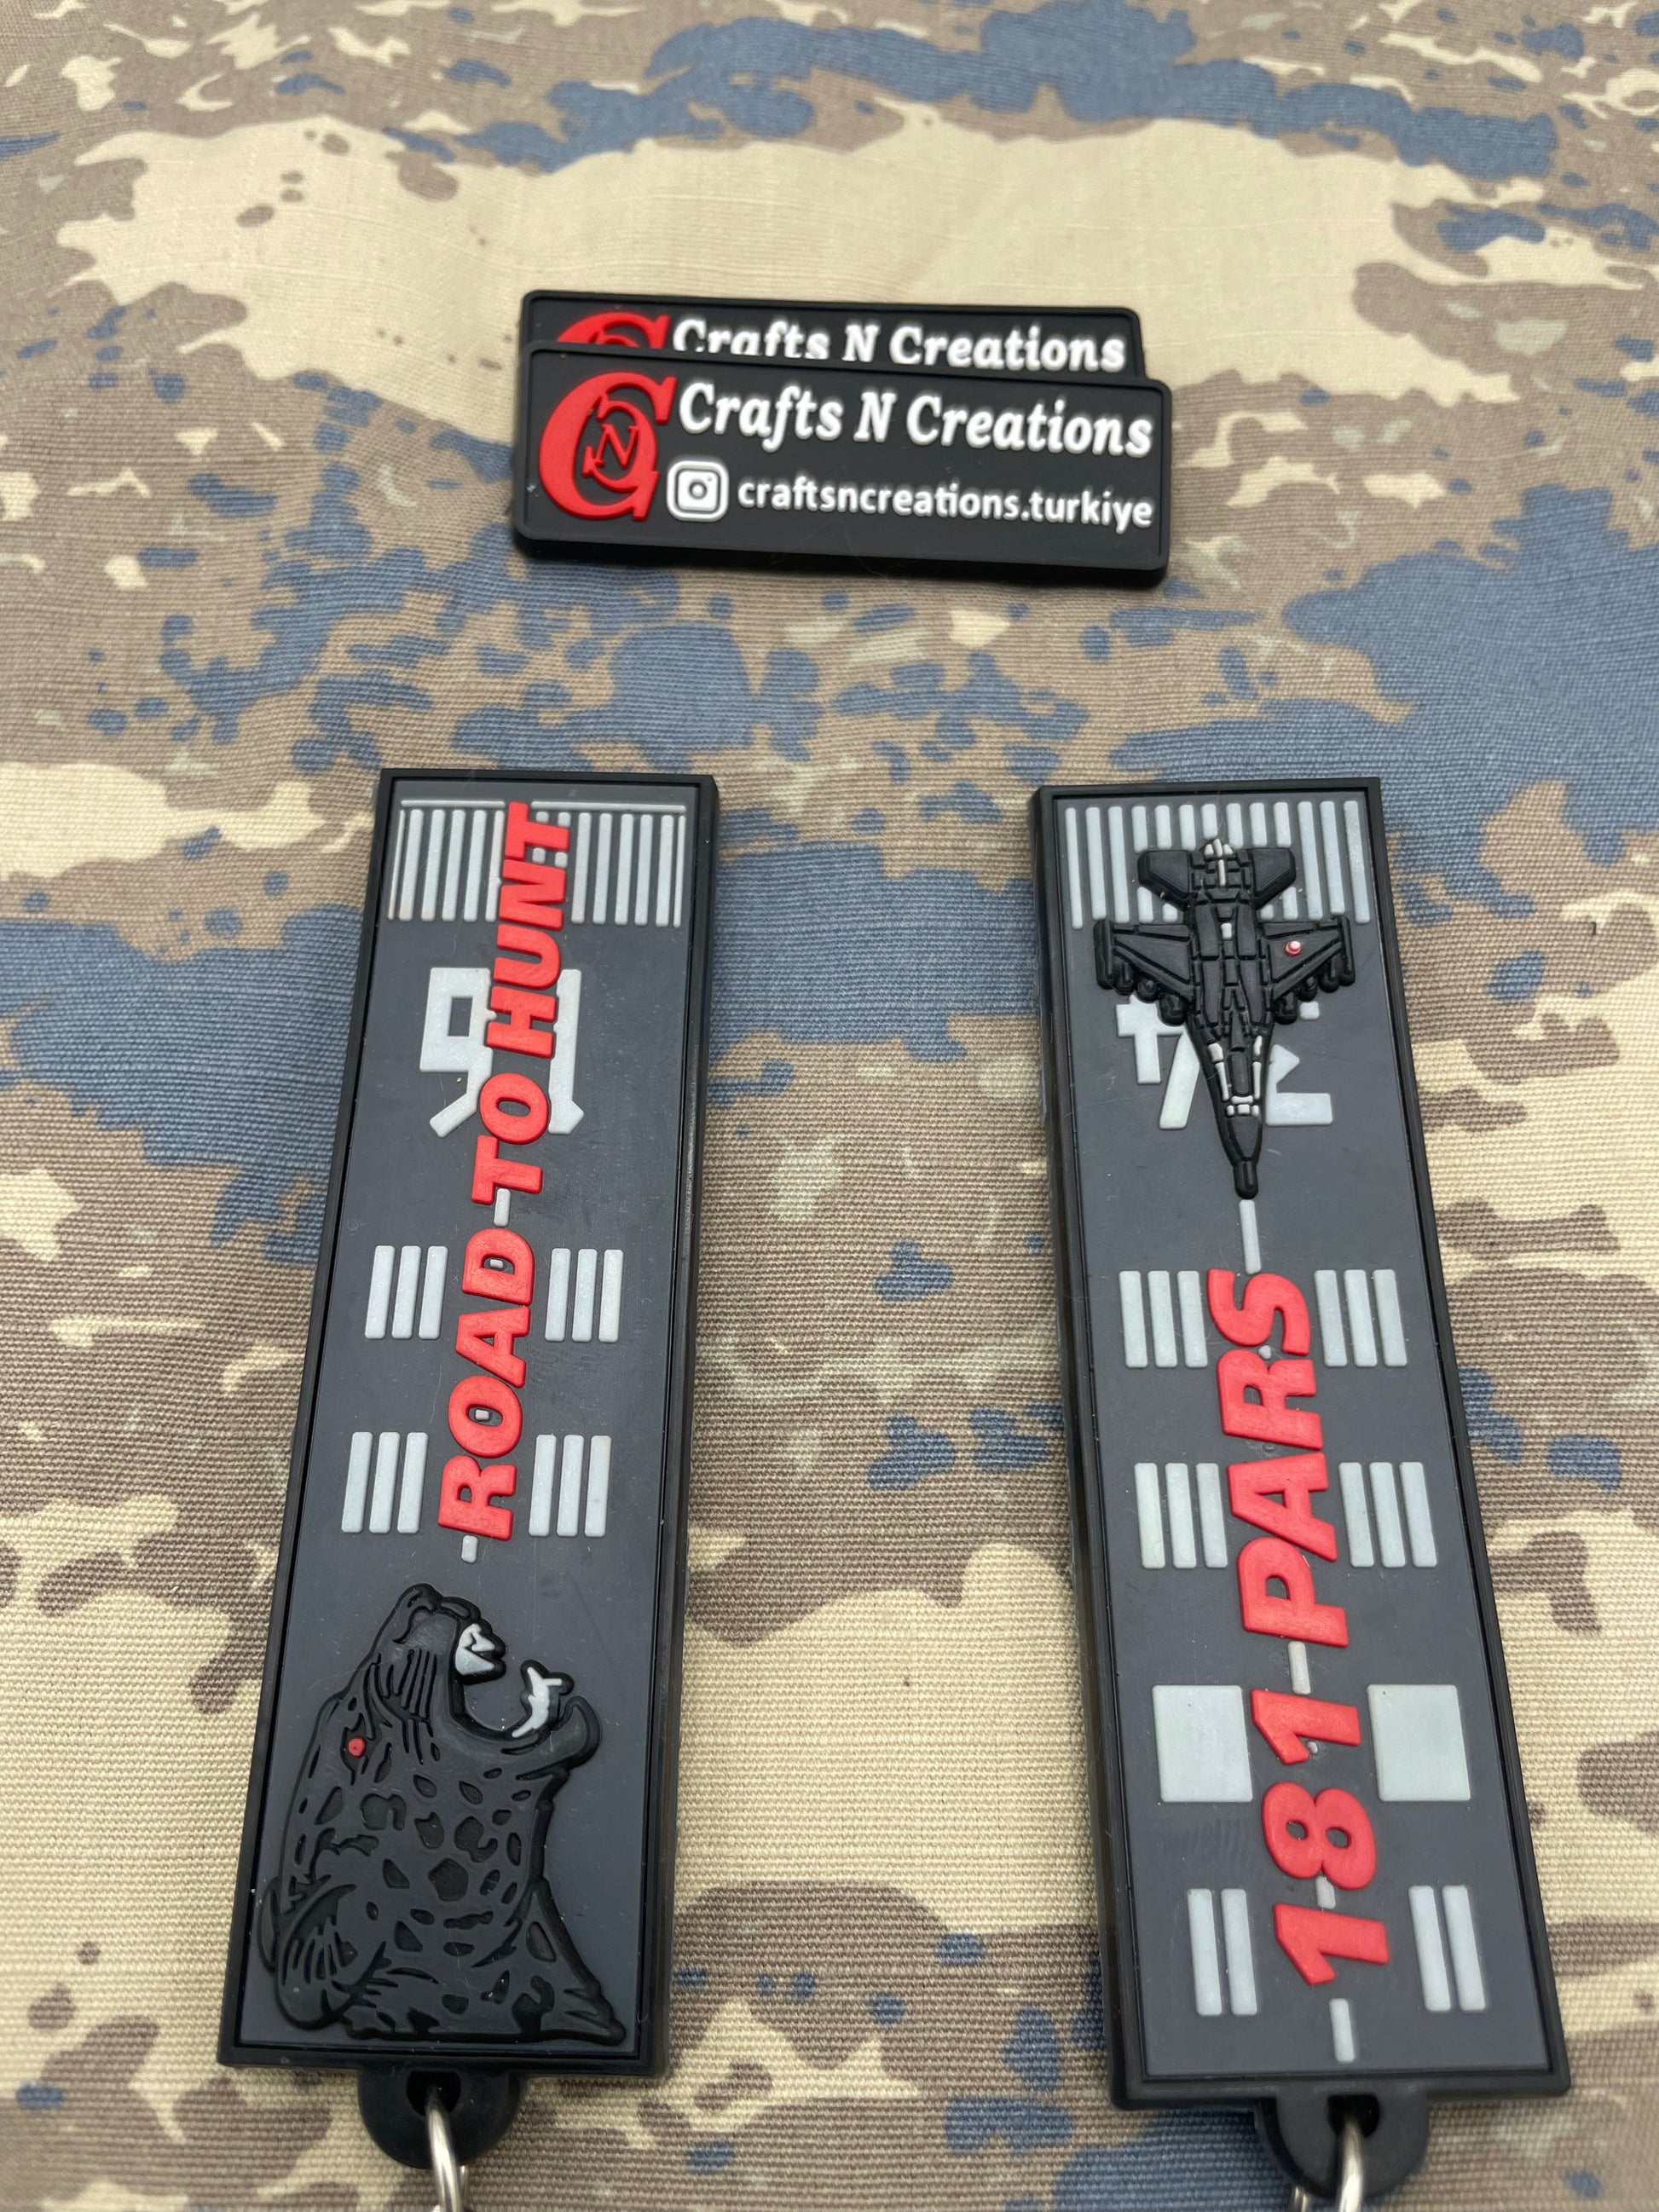 Crafts N Creations
Crafts N Creations
craftsncreations.turkiye
ROAD TO HUNT
181 PARS